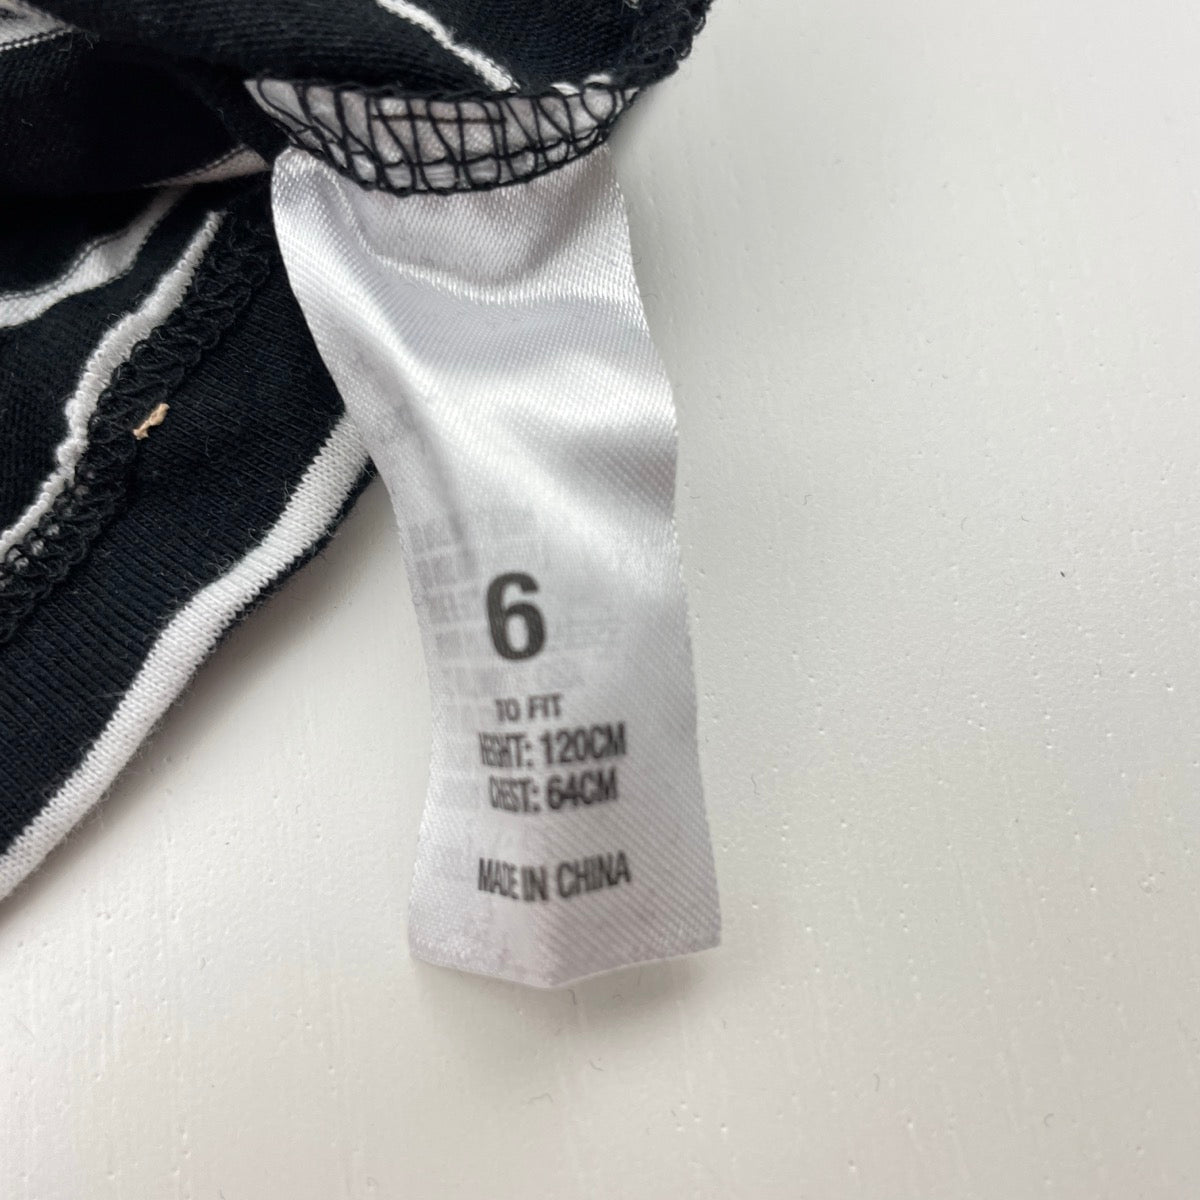 6
TO FIT
HEIGHT: 120CM
CHEST: 64CM
MADE IN CHINA